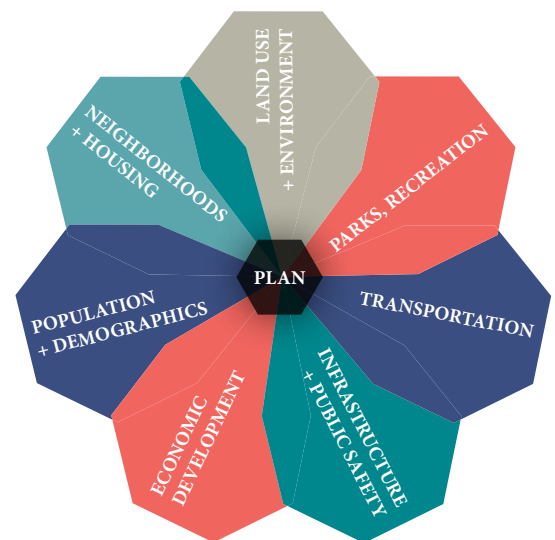 LAND USE
+ ENVIRONMENT
PARKS, RECREATION
TRANSPORTATION
INFRASTRUCTURE
+ PUBLIC SAFETY
ECONOMIC
DEVELOPMENT
POPULATION
+ DEMOGRAPHICS
NEIGHBORHOODS
+ HOUSING
PLAN